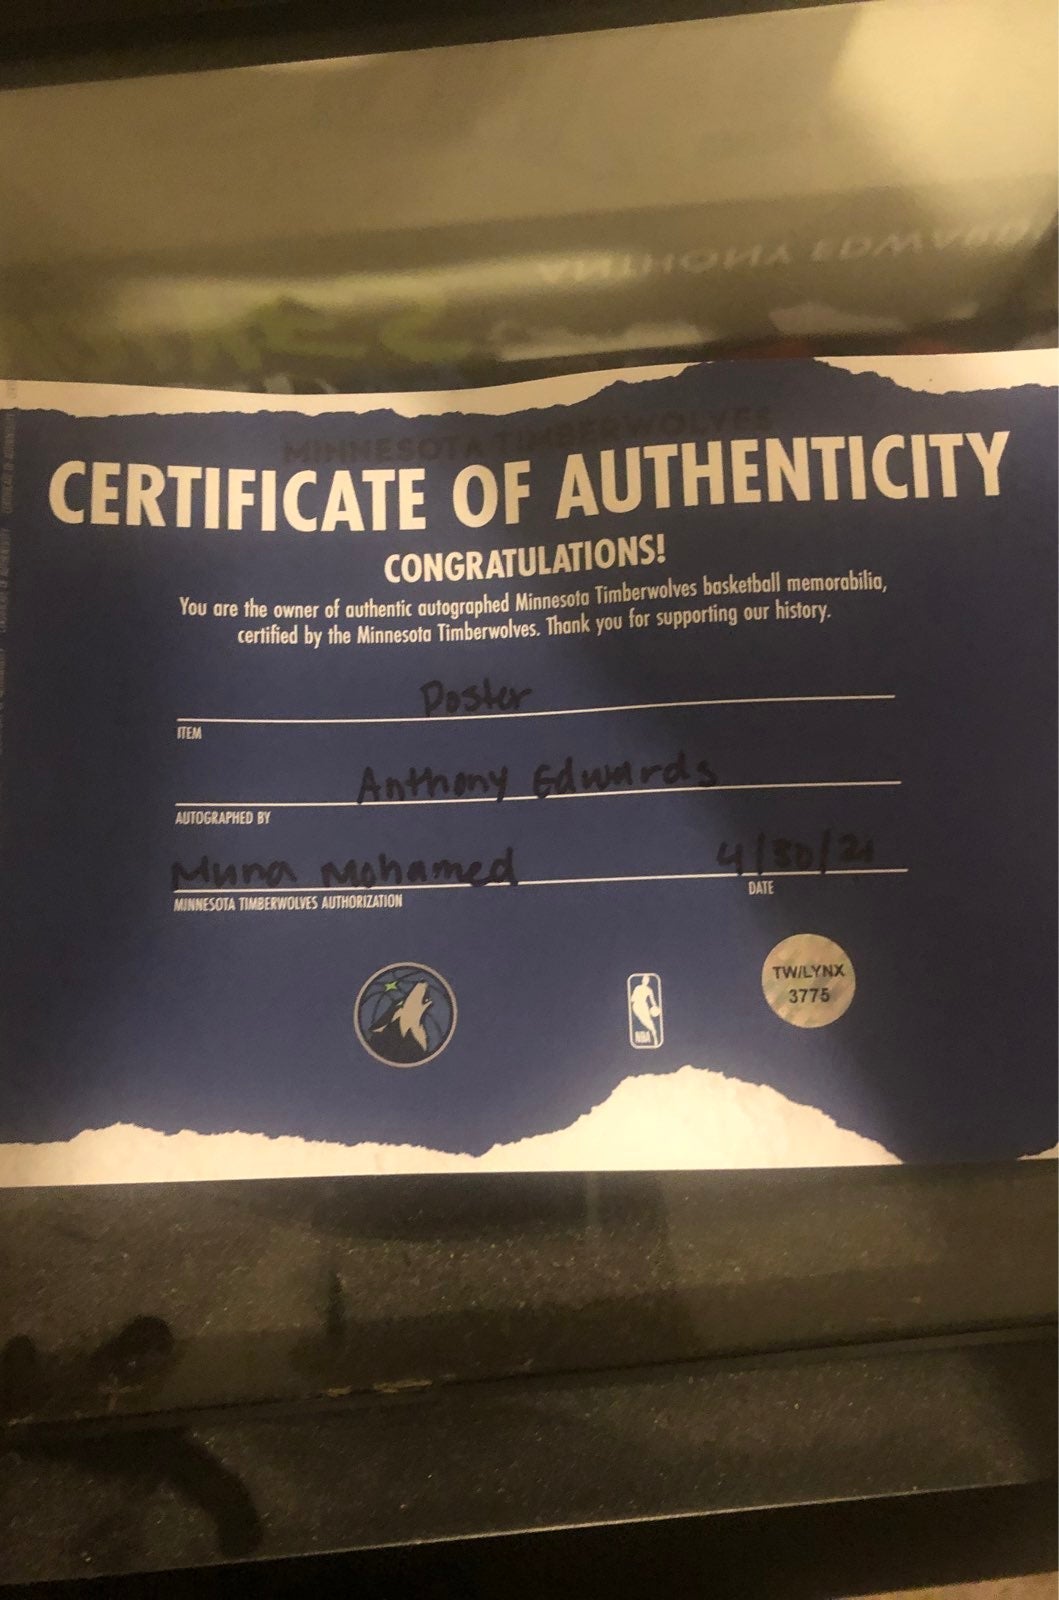 ANTHONY EDWARDS
MINNESOTA TIMBERWOLVES
CERTIFICATE OF AUTHENTICITY
CONGRATULATIONS!
You are the owner of authentic autographed Minnesota Timberwolves basketball memorabilia,
certified by the Minnesota Timberwolves. Thank you for supporting our history.
Poster
ITEM
Anthony Edwards
AUTOGRAPHED BY
Muna Mohamed 4/30/21
MINNESOTA TIMBERWOLVES AUTHORIZATION DATE
NBA
TW/LYNX
3775